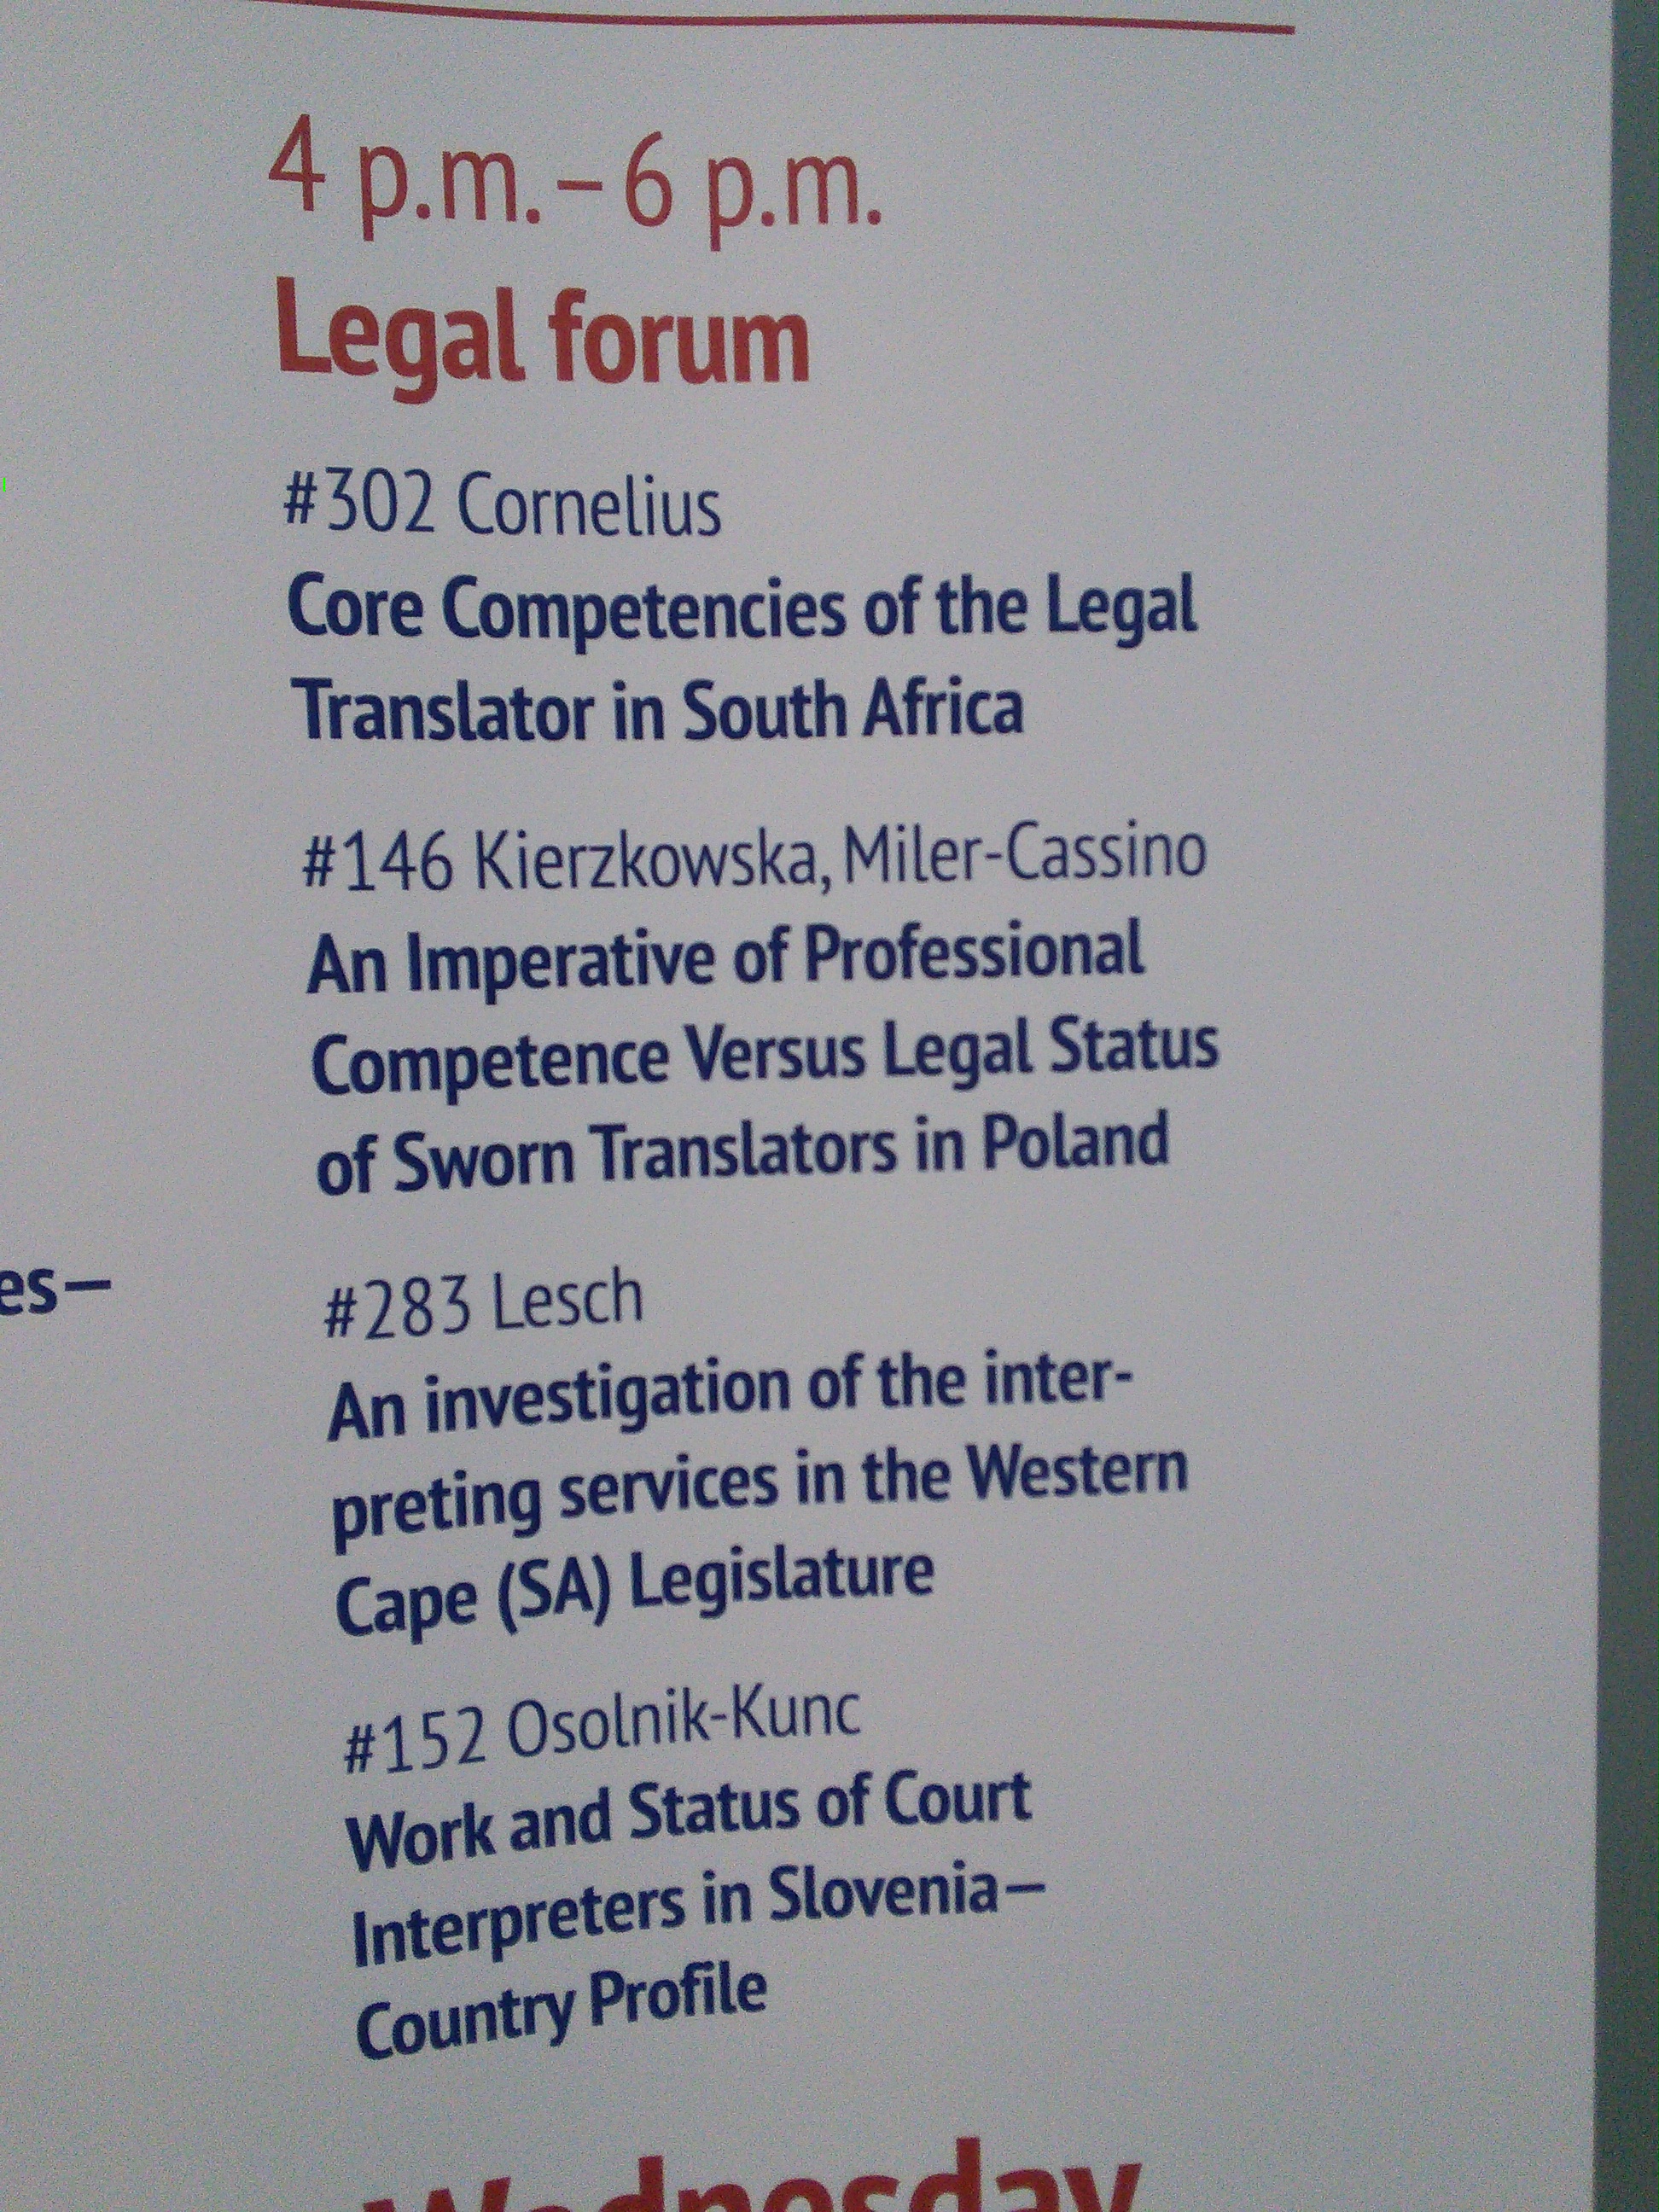 4 p.m. – 6 p.m.
Legal forum
#302 Cornelius
Core Competencies of the Legal
Translator in South Africa
#146 Kierzkowska, Miler-Cassino
An Imperative of Professional
Competence Versus Legal Status
of Sworn Translators in Poland
es—
#283 Lesch
An investigation of the inter-
preting services in the Western
Cape (SA) Legislature
#152 Osolnik-Kunc
Work and Status of Court
Interpreters in Slovenia—
Country Profile
Wednesday